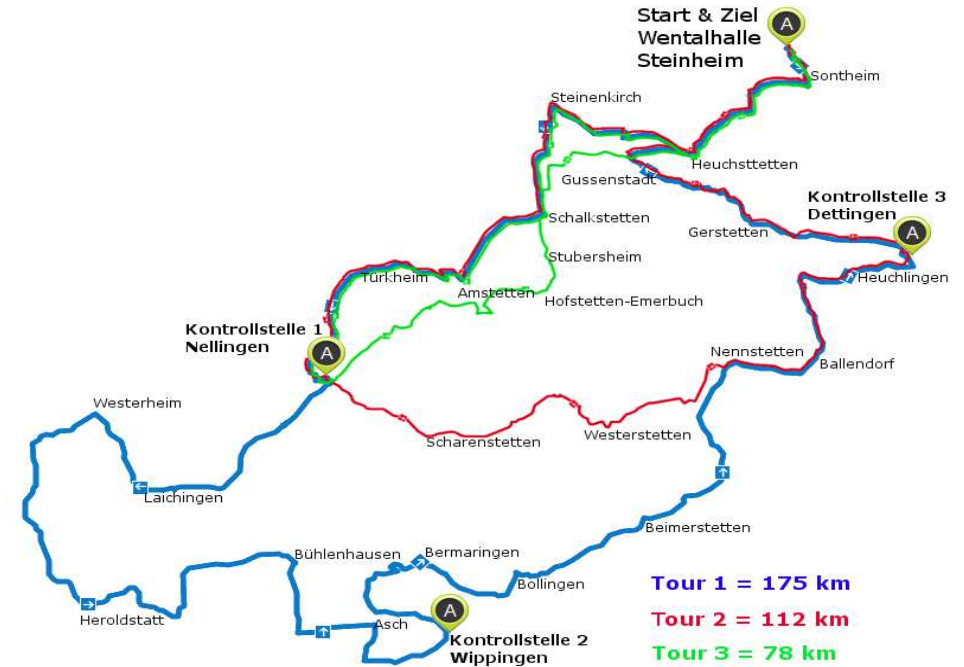 Start & Ziel
Wentalhalle
Steinheim
A
Sontheim
Steinenkirch
Heuchsttetten
Gussenstadt
Kontrollstelle 3
Dettingen
A
Schalkstetten
Gerstetten
Stubersheim
Türkheim
Amstetten
Heuchlingen
Hofstetten-Emerbuch
Kontrollstelle 1
Nellingen
A
Nennstetten
Ballendorf
Westerheim
Scharenstetten
Westerstetten
Laichingen
Beimerstetten
Bühlenhausen
Bermaringen
Bollingen
Tour 1 = 175 km
A
Heroldstatt
Asch
Tour 2 = 112 km
Kontrollstelle 2
Wippingen
Tour 3 = 78 km